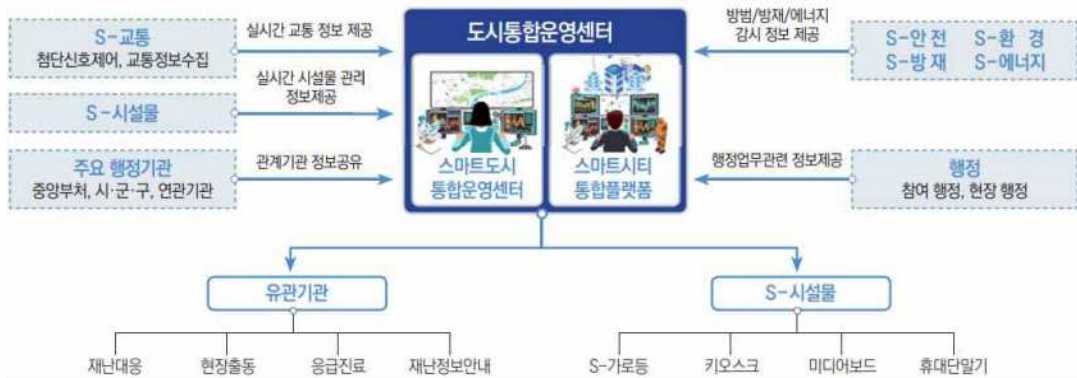 S-교통
첨단신호제어, 교통정보수집
실시간 교통 정보 제공
S-시설물
실시간 시설물 관리
정보제공
주요 행정기관
중앙부처, 시·군·구, 연관기관
관계기관 정보공유
도시통합운영센터
스마트도시
통합운영센터
스마트시티
통합플랫폼
방범/방재/에너지
감시 정보 제공
S-안전 S-환 경
S-방재 S-에너지
행정업무관련 정보제공
행정
참여 행정, 현장 행정
유관기관
재난대응
현장출동
응급진료
재난정보안내
S-시설물
S-가로등
키오스크
미디어보드
휴대단말기